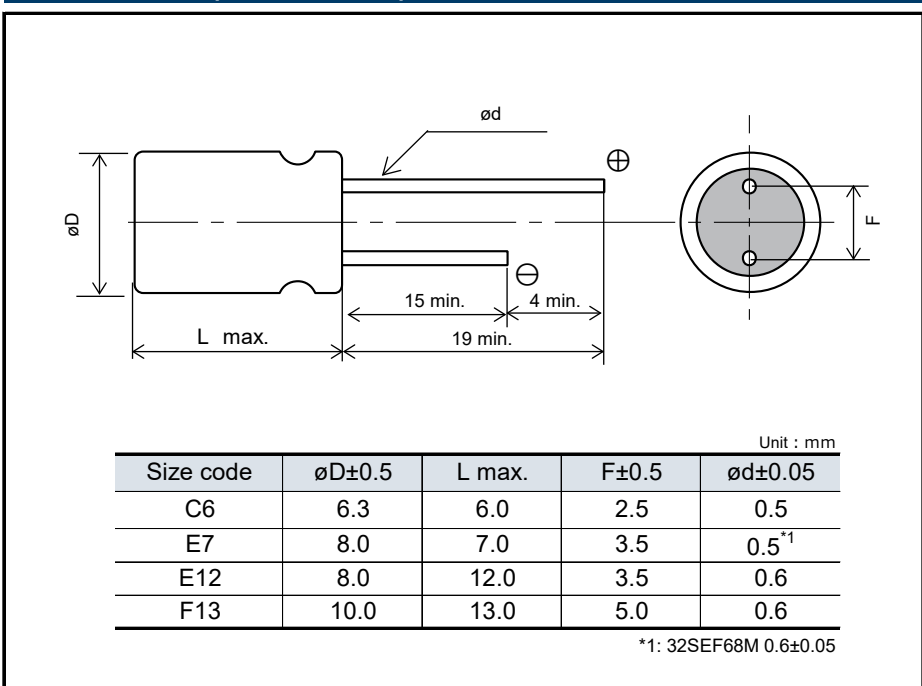 ød
⊕
øD
F
⊖
15 min.
4 min.
L max.
19 min.
Unit : mm
Size code øD±0.5 L max. F±0.5 ød±0.05
C6 6.3 6.0 2.5 0.5
E7 8.0 7.0 3.5 0.5*1
E12 8.0 12.0 3.5 0.6
F13 10.0 13.0 5.0 0.6
*1: 32SEF68M 0.6±0.05